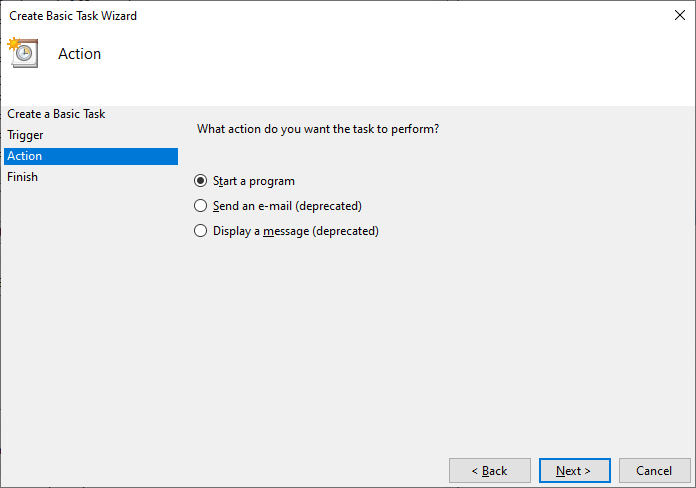 Create Basic Task Wizard
Action
Create a Basic Task
Trigger
Action
Finish
What action do you want the task to perform?
Start a program
Send an e-mail (deprecated)
Display a message (deprecated)
< Back
Next >
Cancel